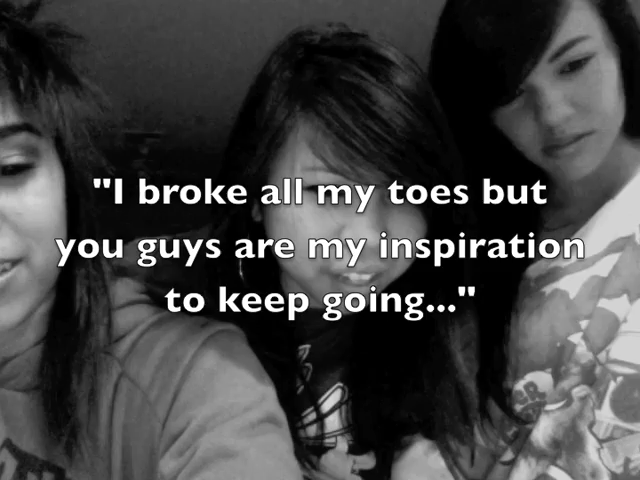 "I broke all my toes but
you guys are my inspiration
to keep going..."